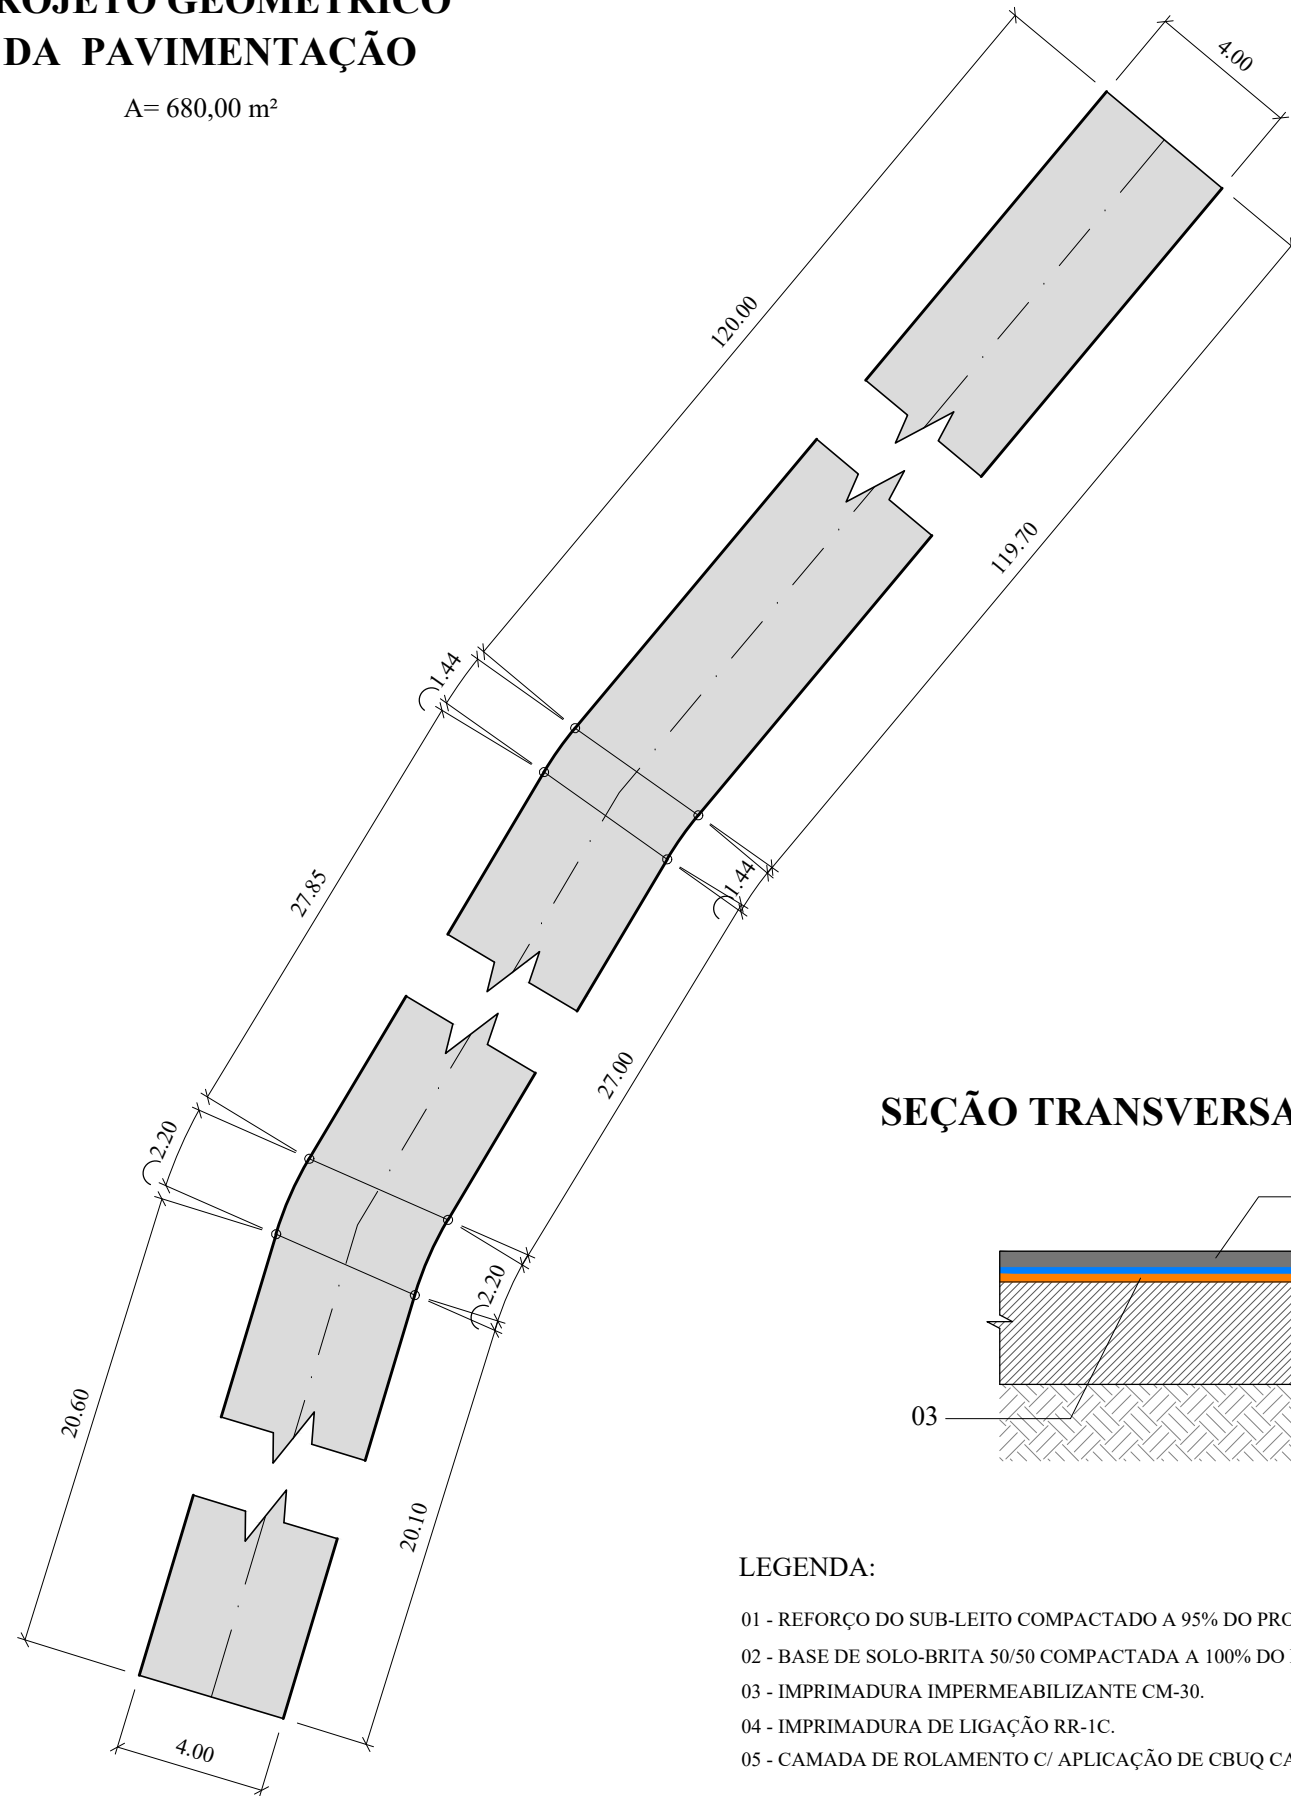 ROJETO GEOMÉTRICO
DA PAVIMENTAÇÃO
A= 680,00 m²
4.00
120.00
119.70
1.44
1.44
27.85
27.00
2.20
2.20
20.60
20.10
4.00
SEÇÃO TRANSVERSA
03
LEGENDA:
01 - REFORÇO DO SUB-LEITO COMPACTADO A 95% DO PRO
02 - BASE DE SOLO-BRITA 50/50 COMPACTADA A 100% DO
03 - IMPRIMADURA IMPERMEABILIZANTE CM-30.
04 - IMPRIMADURA DE LIGAÇÃO RR-1C.
05 - CAMADA DE ROLAMENTO C/ APLICAÇÃO DE CBUQ CA